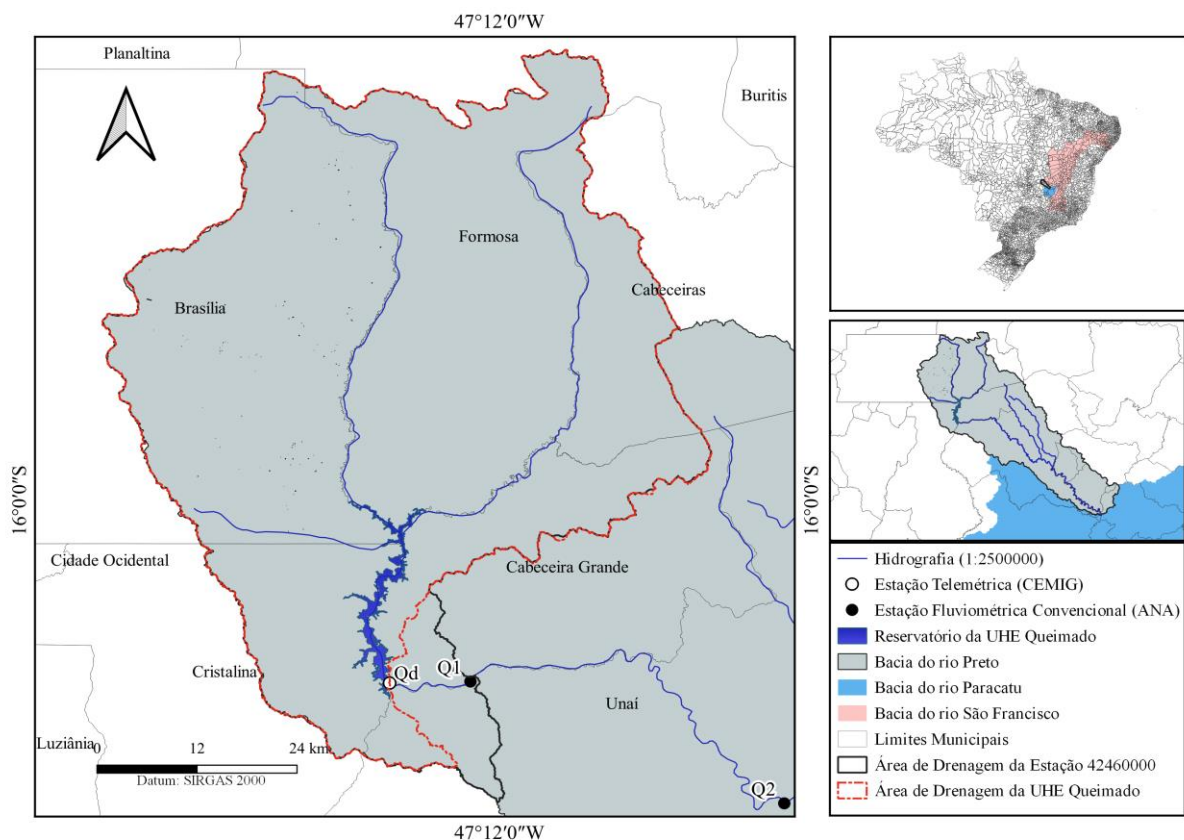 47°12′0″W
Planaltina
Buritis
Formosa
Cabeceiras
Brasília
16°0′0″S
16°0′0″S
Cidade Ocidental
Cabeceira Grande
Cristalina
Qd
Q1
Unaí
Luziânia
0 12 24 km
Datum: SIRGAS 2000
Q2
47°12′0″W
Hidrografia (1:2500000)
Estação Telemétrica (CEMIG)
Estação Fluviométrica Convencional (ANA)
Reservatório da UHE Queimado
Bacia do rio Preto
Bacia do rio Paracatu
Bacia do rio São Francisco
Limites Municipais
Área de Drenagem da Estação 42460000
Área de Drenagem da UHE Queimado